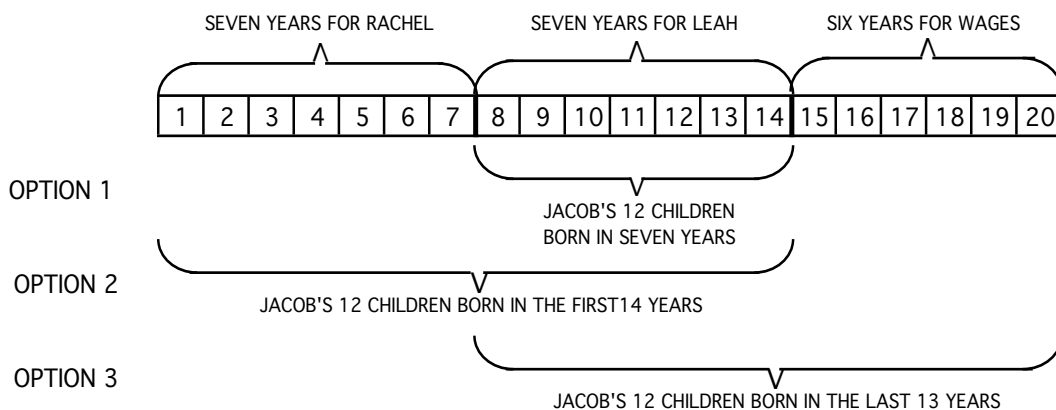 SEVEN YEARS FOR RACHEL SEVEN YEARS FOR LEAH SIX YEARS FOR WAGES
1 2 3 4 5 6 7 8 9 10 11 12 13 14 15 16 17 18 19 20
OPTION 1
JACOB'S 12 CHILDREN
BORN IN SEVEN YEARS
OPTION 2
JACOB'S 12 CHILDREN BORN IN THE FIRST14 YEARS
OPTION 3
JACOB'S 12 CHILDREN BORN IN THE LAST 13 YEARS